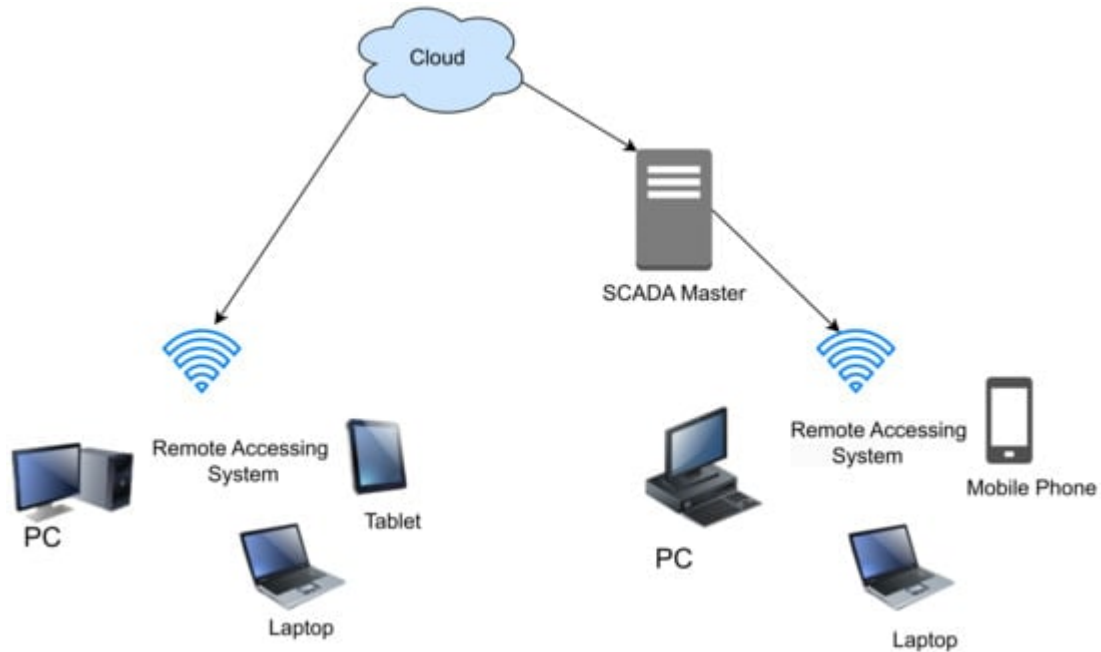 Cloud
SCADA Master
Remote Accessing
System
PC
Tablet
Laptop
Remote Accessing
System
Mobile Phone
PC
Laptop